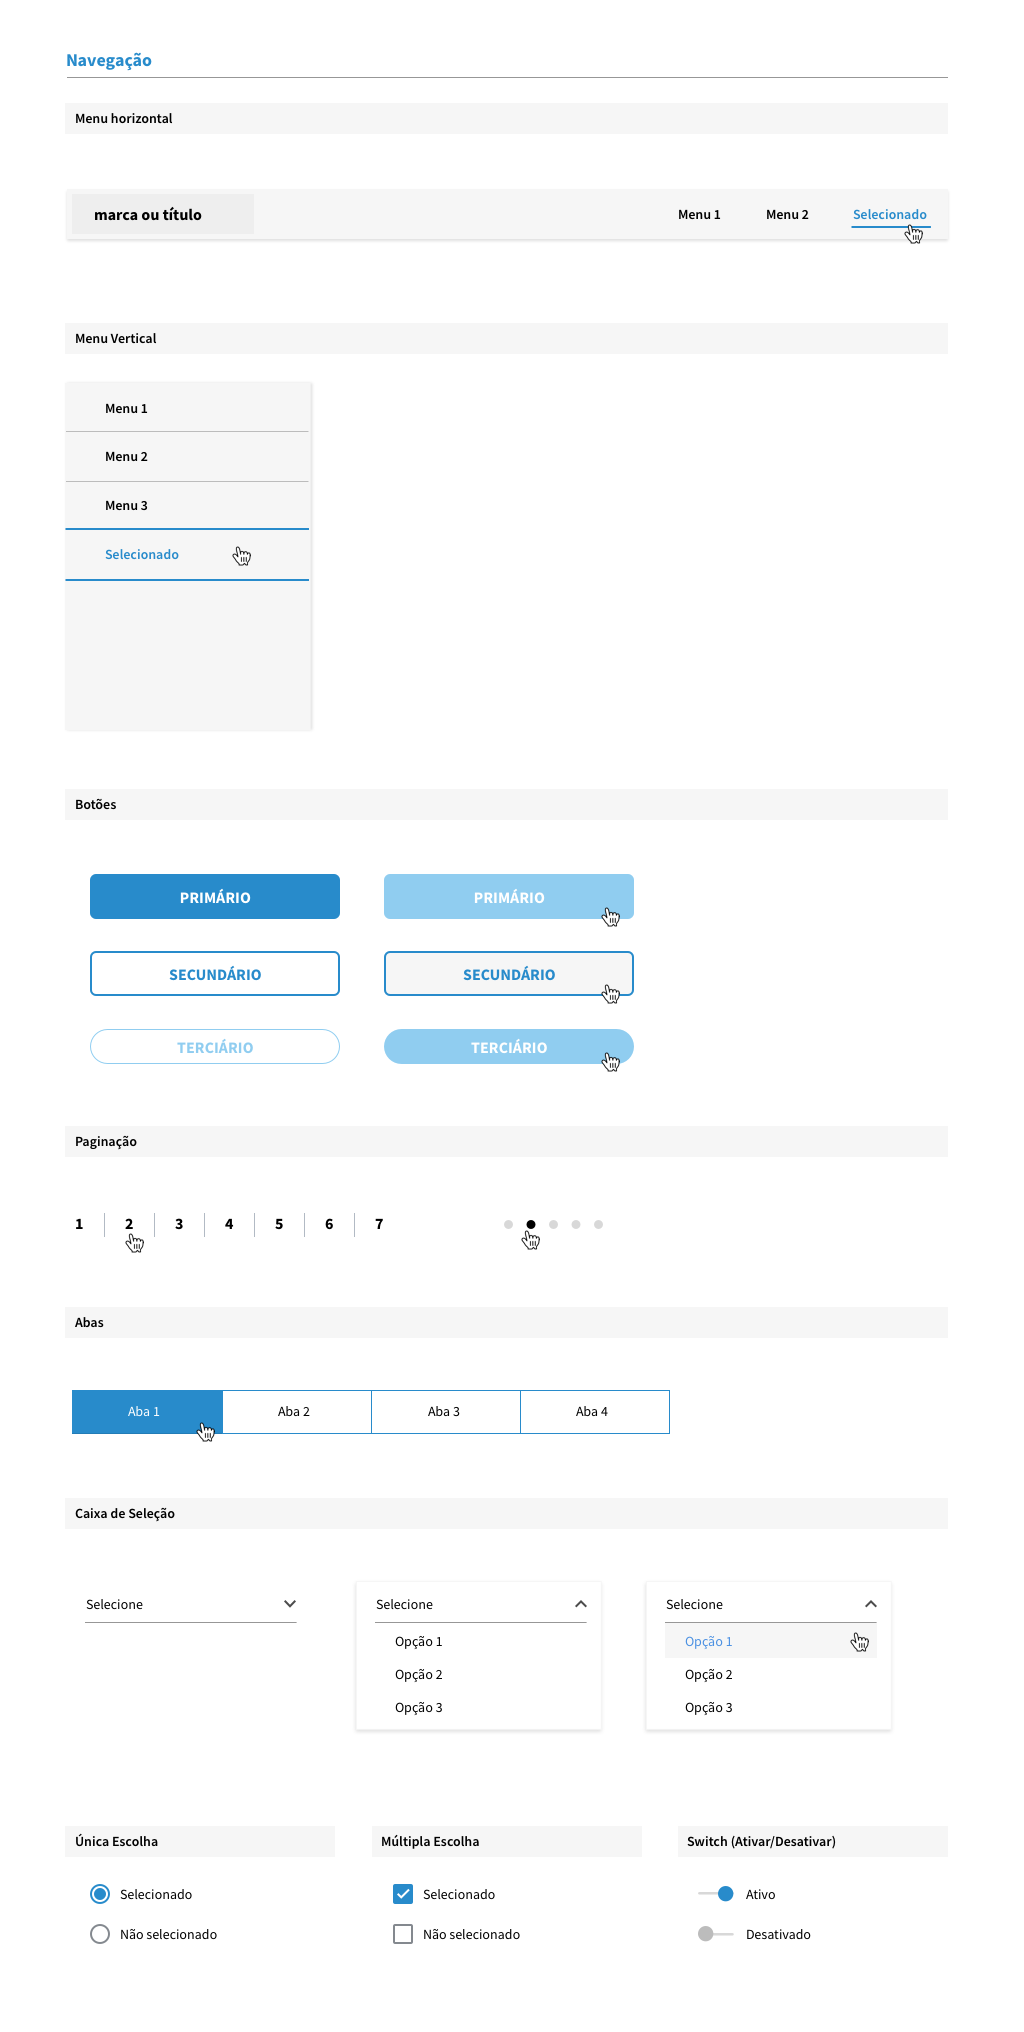 Navegação
Menu horizontal
marca ou título Menu 1 Menu 2 Selecionado
Menu Vertical
Menu 1
Menu 2
Menu 3
Selecionado
Botões
PRIMÁRIO PRIMÁRIO
SECUNDÁRIO SECUNDÁRIO
TERCIÁRIO TERCIÁRIO
Paginação
1 2 3 4 5 6 7
Abas
Aba 1 Aba 2 Aba 3 Aba 4
Caixa de Seleção
Selecione
Selecione
Opção 1
Opção 2
Opção 3
Selecione
Opção 1
Opção 2
Opção 3
Única Escolha
Selecionado
Não selecionado
Múltipla Escolha
Selecionado
Não selecionado
Switch (Ativar/Desativar)
Ativo
Desativado